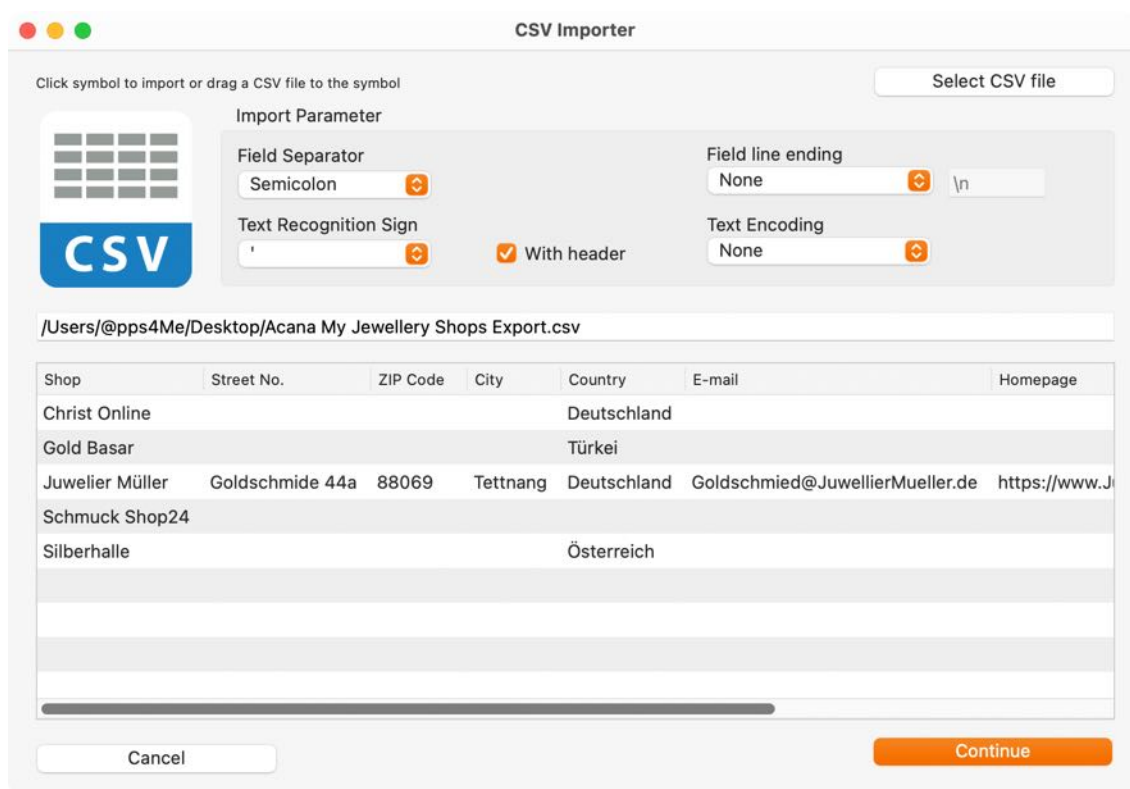 CSV Importer
Click symbol to import or drag a CSV file to the symbol
Select CSV file
Import Parameter
Field Separator
Field line ending
Semicolon
None
\n
Text Recognition Sign
Text Encoding
'
With header
None
CSV
/Users/@pps4Me/Desktop/Acana My Jewellery Shops Export.csv
Shop Street No. ZIP Code City Country E-mail Homepage
Christ Online Deutschland
Gold Basar Türkei
Juwelier Müller Goldschmide 44a 88069 Tettnang Deutschland Goldschmied@JuwellierMueller.de https://www.J
Schmuck Shop24
Silberhalle Österreich
Cancel
Continue